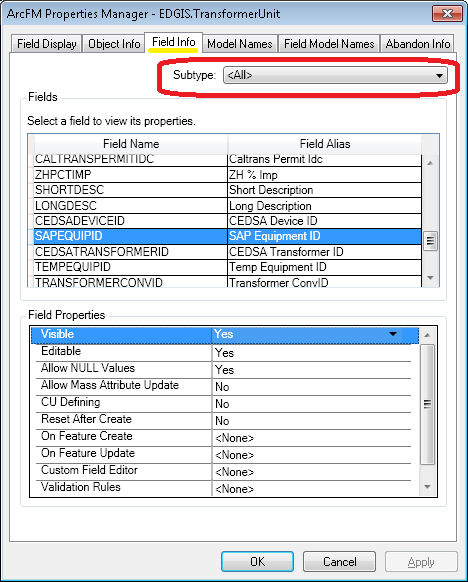 ArcFM Properties Manager - EDGIS.TransformerUnit
Field Display Object Info Field Info Model Names Field Model Names Abandon Info
Subtype: <All>
Fields
Select a field to view its properties.
Field Name Field Alias
CALTRANSPERMITIDC Caltrans Permit Idc
ZHPCTIMP ZH % Imp
SHORTDESC Short Description
LONGDESC Long Description
CEDSADEVICEID CEDSA Device ID
SAPEQUIPID SAP Equipment ID
CEDSATRANSFORMERID CEDSA Transformer ID
TEMPEQUIPID Temp Equipment ID
TRANSFORMERCONVID Transformer ConvID
Field Properties
Visible Yes
Editable Yes
Allow NULL Values Yes
Allow Mass Attribute Update No
CU Defining No
Reset After Create No
On Feature Create <None>
On Feature Update <None>
Custom Field Editor <None>
Validation Rules <None>
OK Cancel Apply